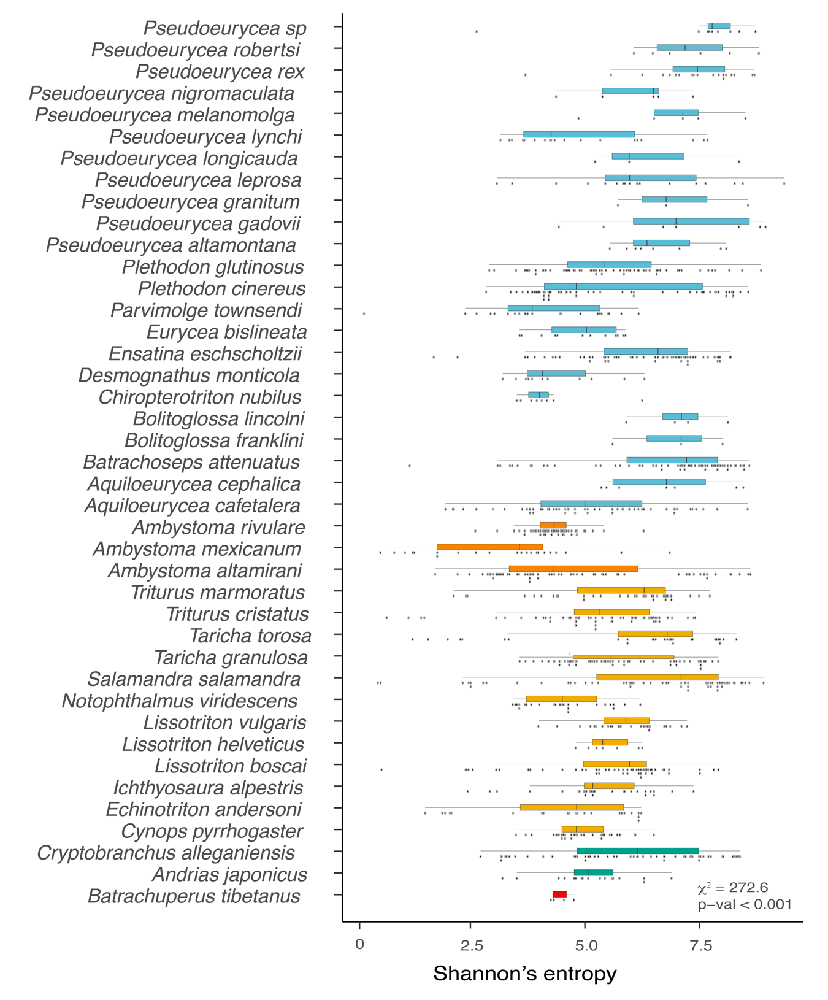 Pseudoeurycea sp
Pseudoeurycea robertsi
Pseudoeurycea rex
Pseudoeurycea nigromaculata
Pseudoeurycea melanomolga
Pseudoeurycea lynchi
Pseudoeurycea longicauda
Pseudoeurycea leprosa
Pseudoeurycea granitum
Pseudoeurycea gadovii
Pseudoeurycea altamontana
Plethodon glutinosus
Plethodon cinereus
Parvimolge townsendi
Eurycea bislineata
Ensatina eschscholtzii
Desmognathus monticola
Chiropterotriton nubilus
Bolitoglossa lincolni
Bolitoglossa franklini
Batrachoseps attenuatus
Aquiloeurycea cephalica
Aquiloeurycea cafetalera
Ambystoma rivulare
Ambystoma mexicanum
Ambystoma altamirani
Triturus marmoratus
Triturus cristatus
Taricha torosa
Taricha granulosa
Salamandra salamandra
Notophthalmus viridescens
Lissotriton vulgaris
Lissotriton helveticus
Lissotriton boscai
Ichthyosaura alpestris
Echinotriton andersoni
Cynops pyrrhogaster
Cryptobranchus alleganiensis
Andrias japonicus
Batrachuperus tibetanus
χ² = 272.6
p−val < 0.001
0 2.5 5.0 7.5
Shannon’s entropy